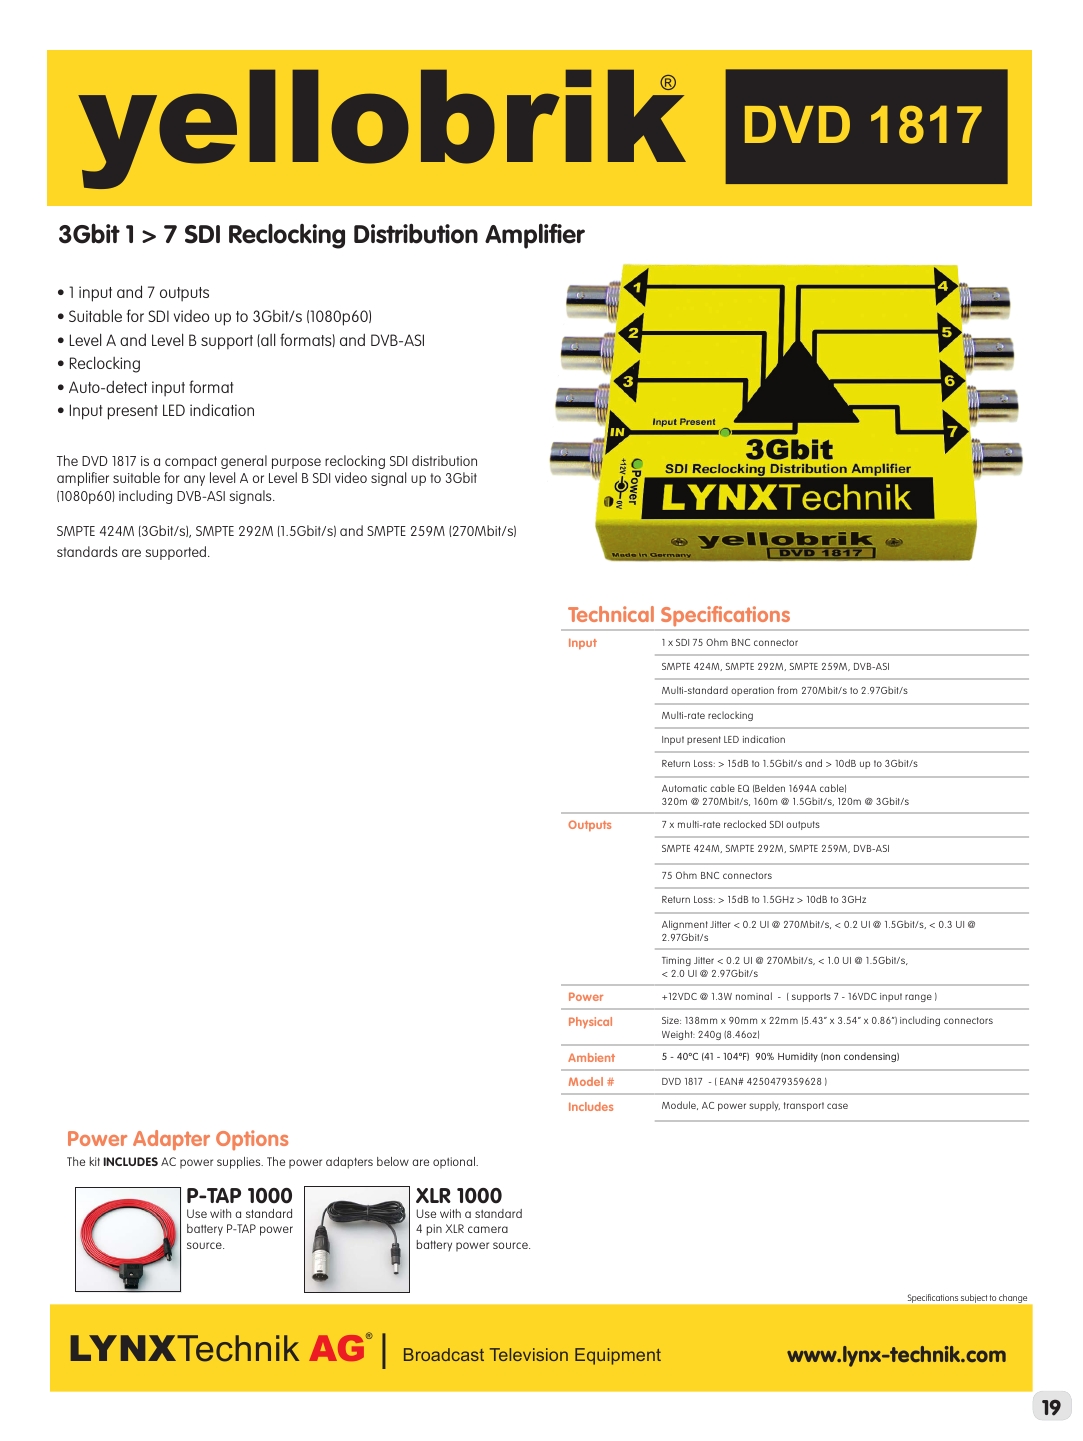 yellobrik®
DVD 1817
3Gbit 1 > 7 SDI Reclocking Distribution Amplifier
• 1 input and 7 outputs
• Suitable for SDI video up to 3Gbit/s (1080p60)
• Level A and Level B support (all formats) and DVB-ASI
• Reclocking
• Auto-detect input format
• Input present LED indication
The DVD 1817 is a compact general purpose reclocking SDI distribution
amplifier suitable for any level A or Level B SDI video signal up to 3Gbit
(1080p60) including DVB-ASI signals.
SMPTE 424M (3Gbit/s), SMPTE 292M (1.5Gbit/s) and SMPTE 259M (270Mbit/s)
standards are supported.
1
2
3
IN
4
5
6
7
Input Present
3Gbit
SDI Reclocking Distribution Amplifier
+12V
0V
Power
LYNXTechnik
yellobrik
DVD 1817
Made in Germany
Technical Specifications
Input
1 x SDI 75 Ohm BNC connector
SMPTE 424M, SMPTE 292M, SMPTE 259M, DVB-ASI
Multi-standard operation from 270Mbit/s to 2.97Gbit/s
Multi-rate reclocking
Input present LED indication
Return Loss: > 15dB to 1.5Gbit/s and > 10dB up to 3Gbit/s
Automatic cable EQ (Belden 1694A cable)
320m @ 270Mbit/s, 160m @ 1.5Gbit/s, 120m @ 3Gbit/s
Outputs
7 x multi-rate reclocked SDI outputs
SMPTE 424M, SMPTE 292M, SMPTE 259M, DVB-ASI
75 Ohm BNC connectors
Return Loss: > 15dB to 1.5GHz > 10dB to 3GHz
Alignment Jitter < 0.2 UI @ 270Mbit/s, < 0.2 UI @ 1.5Gbit/s, < 0.3 UI @
2.97Gbit/s
Timing Jitter < 0.2 UI @ 270Mbit/s, < 1.0 UI @ 1.5Gbit/s,
< 2.0 UI @ 2.97Gbit/s
Power
+12VDC @ 1.3W nominal - ( supports 7 - 16VDC input range )
Physical
Size: 138mm x 90mm x 22mm (5.43" x 3.54" x 0.86") including connectors
Weight: 240g (8.46oz)
Ambient
5 - 40ºC (41 - 104ºF) 90% Humidity (non condensing)
Model #
DVD 1817 - ( EAN# 4250479359628 )
Includes
Module, AC power supply, transport case
Power Adapter Options
The kit INCLUDES AC power supplies. The power adapters below are optional.
P-TAP 1000
Use with a standard
battery P-TAP power
source.
XLR 1000
Use with a standard
4 pin XLR camera
battery power source.
Specifications subject to change
LYNXTechnik AG®
Broadcast Television Equipment
www.lynx-technik.com
19